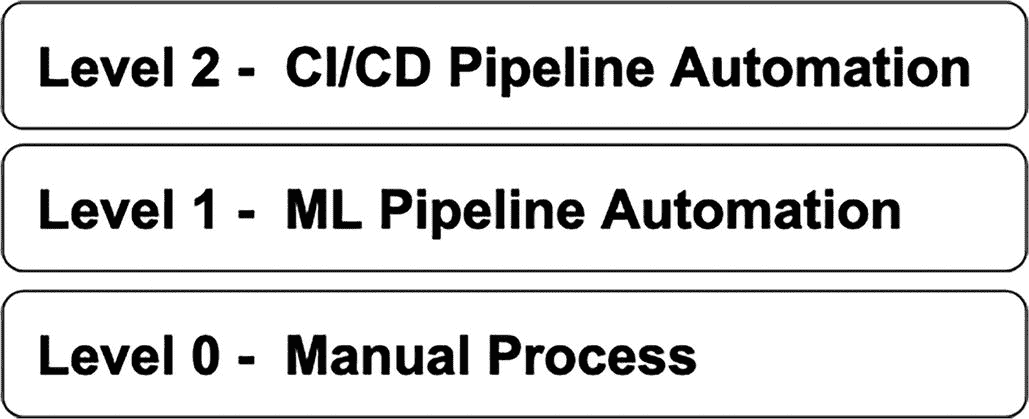 Level 2 - CI/CD Pipeline Automation
Level 1 - ML Pipeline Automation
Level 0 - Manual Process